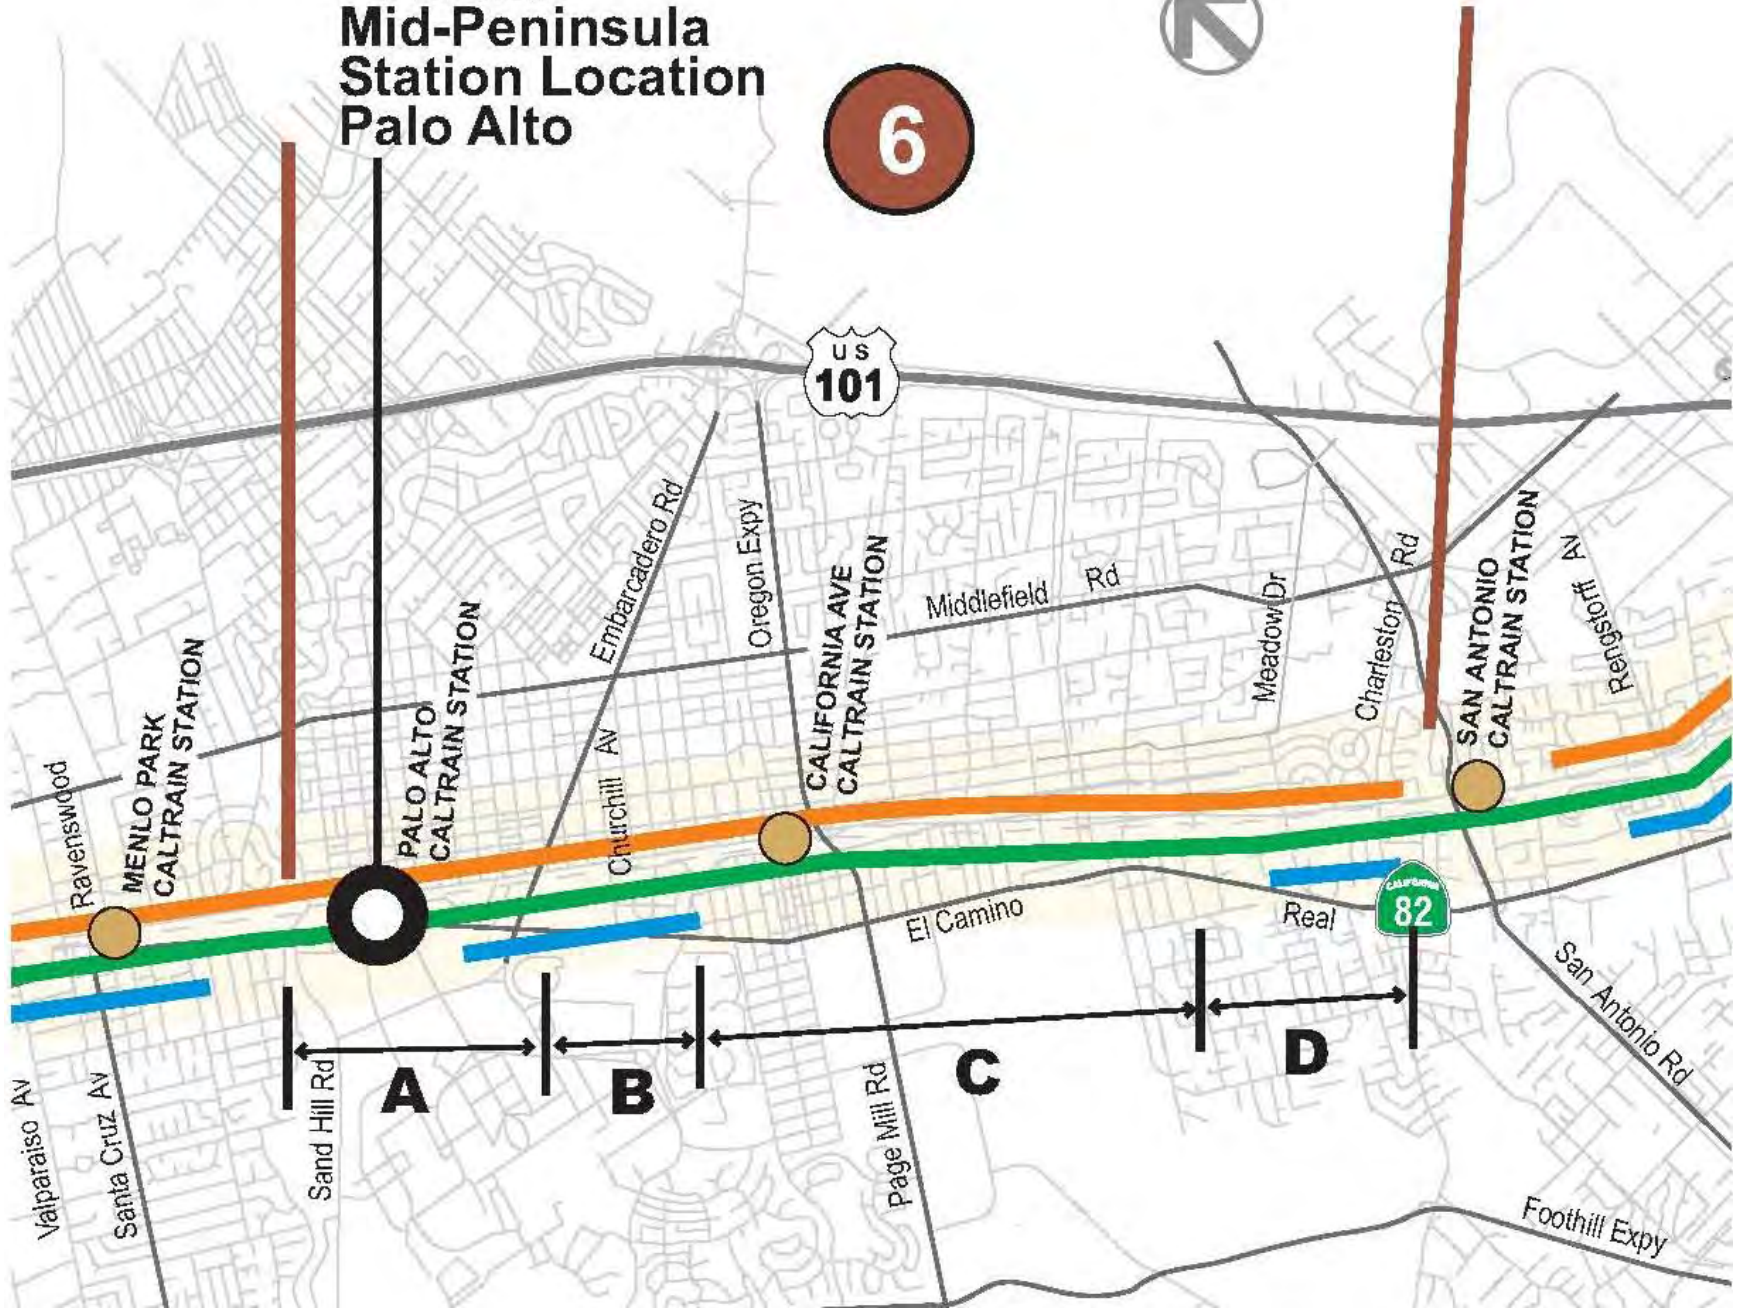 Mid-Peninsula
Station Location
Palo Alto
6
US
101
Embarcadero Rd
Oregon Expy
CALIFORNIA AVE
CALTRAIN STATION
Middlefield Rd
Meadow Dr
Charleston Rd
SAN ANTONIO
CALTRAIN STATION
Rengstorff Av
Ravenswood
MENLO PARK
CALTRAIN STATION
PALO ALTO
CALTRAIN STATION
Churchill Av
El Camino Real
CALIFORNIA
82
San Antonio Rd
A
B
C
D
Valparaiso Av
Santa Cruz Av
Sand Hill Rd
Page Mill Rd
Foothill Expy